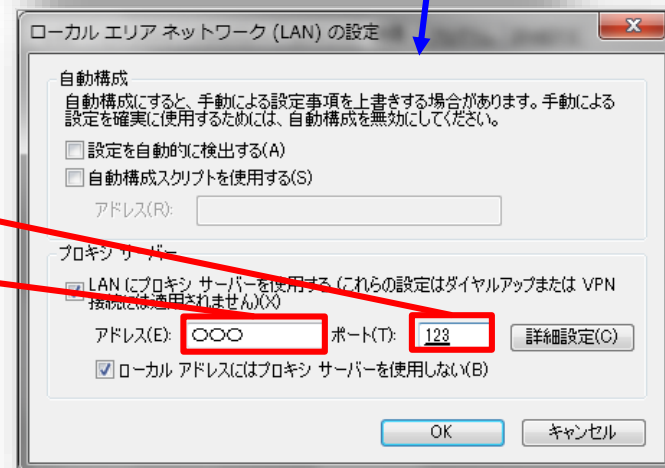 ローカル エリア ネットワーク (LAN) の設定
自動構成
自動構成にすると、手動による設定事項を上書きする場合があります。手動による
設定を確実に使用するためには、自動構成を無効にしてください。
設定を自動的に検出する(A)
自動構成スクリプトを使用する(S)
アドレス(R):
プロキシ サーバー
LAN にプロキシ サーバーを使用する (これらの設定はダイヤルアップまたは VPN
接続には適用されません)(X)
アドレス(E): 〇〇〇 ポート(T): 123 詳細設定(C)
ローカル アドレスにはプロキシ サーバーを使用しない(B)
OK キャンセル